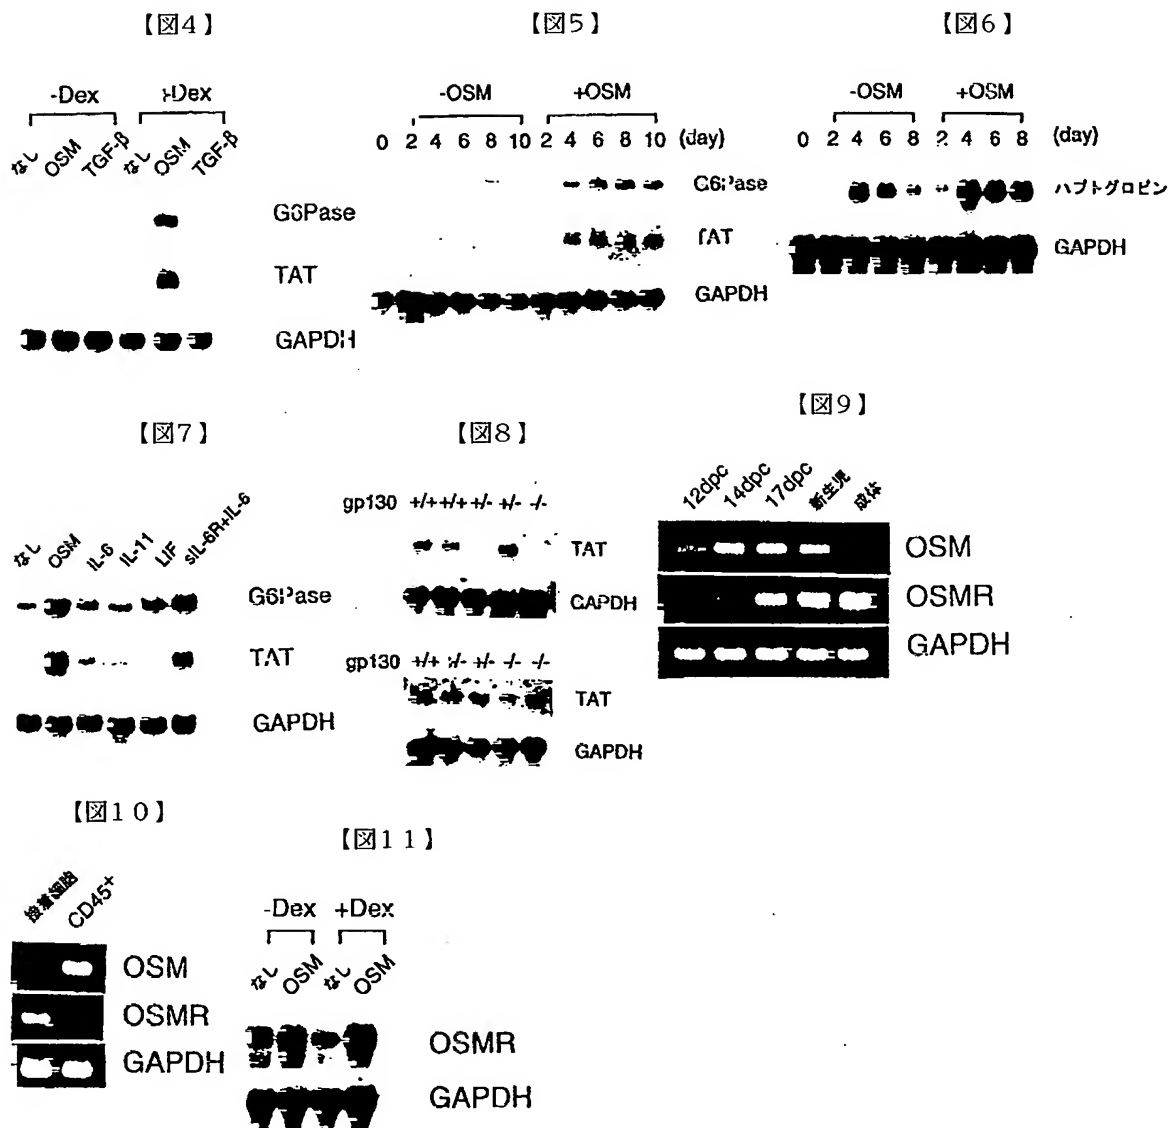 【図4】
-Dex +Dex
なし OSM TGF-β なし OSM TGF-β
G6Pase
TAT
GAPDH
【図5】
-OSM +OSM
0 2 4 6 8 10 2 4 6 8 10 (day)
G6Pase
TAT
GAPDH
【図6】
-OSM +OSM
0 2 4 6 8 2 4 6 8 (day)
ハプトグロビン
GAPDH
【図7】
なし OSM IL-6 IL-11 LIF sIL-6R+IL-6
G6Pase
TAT
GAPDH
【図8】
gp130 +/+ +/+ +/- +/- -/-
TAT
GAPDH
gp130 +/+ +/- +/- -/- -/-
TAT
GAPDH
【図9】
12dpc 14dpc 17dpc 新生児 成体
OSM
OSMR
GAPDH
【図10】
接着細胞 CD45+
OSM
OSMR
GAPDH
【図11】
-Dex +Dex
なし OSM なし OSM
OSMR
GAPDH